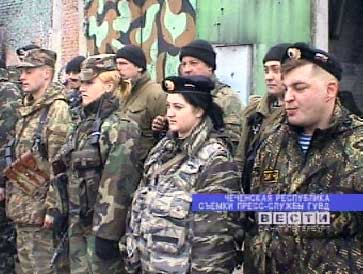 ЧЕЧЕНСКАЯ РЕСПУБЛИКА
СЪЕМКИ ПРЕСС-СЛУЖБЫ ГУВД
ВЕСТИ
САНКТ-ПЕТЕРБУРГ